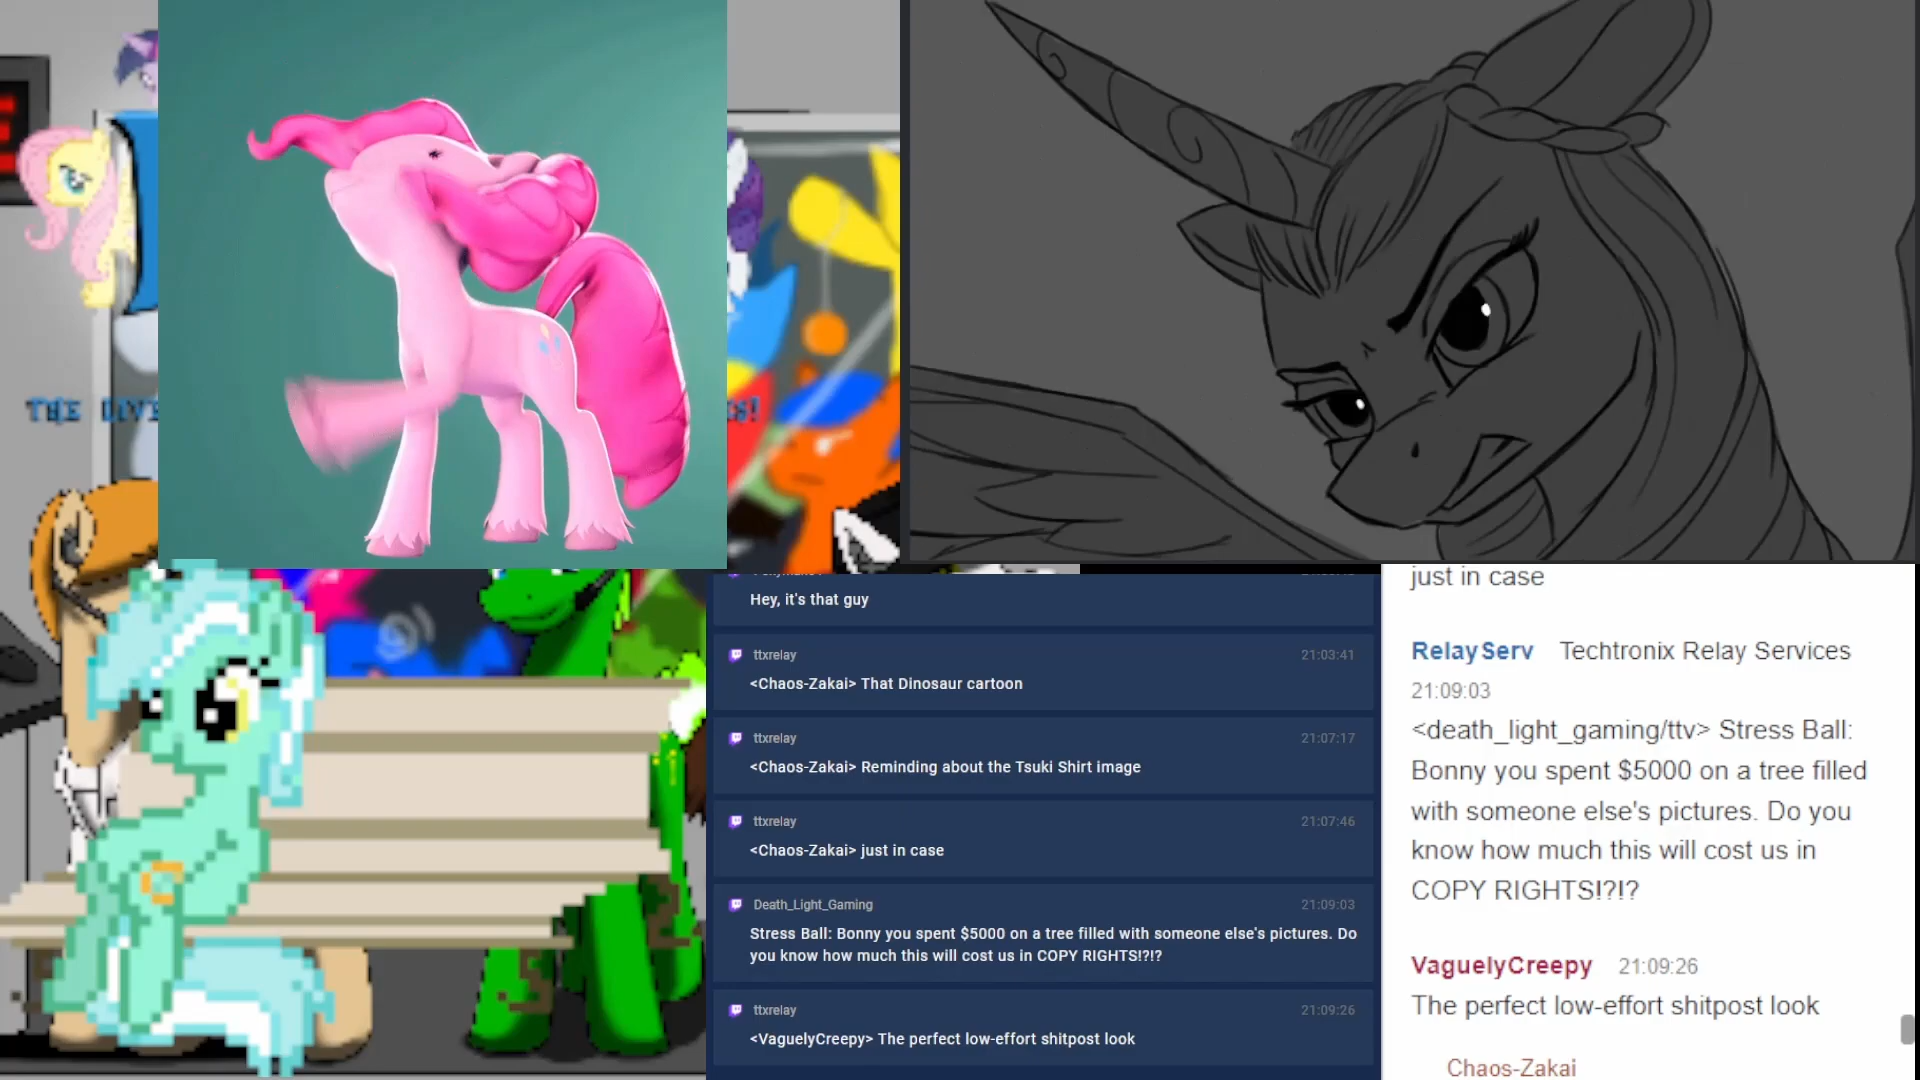 THE LIVE
Hey, it's that guy
ttxrelay 21:03:41
<Chaos-Zakai> That Dinosaur cartoon
ttxrelay 21:07:17
<Chaos-Zakai> Reminding about the Tsuki Shirt image
ttxrelay 21:07:46
<Chaos-Zakai> just in case
Death_Light_Gaming 21:09:03
Stress Ball: Bonny you spent $5000 on a tree filled with someone else's pictures. Do
you know how much this will cost us in COPY RIGHTS!?!?
ttxrelay 21:09:26
<VaguelyCreepy> The perfect low-effort shitpost look
just in case
RelayServ Techtronix Relay Services
21:09:03
<death_light_gaming/ttv> Stress Ball:
Bonny you spent $5000 on a tree filled
with someone else's pictures. Do you
know how much this will cost us in
COPY RIGHTS!?!?
VaguelyCreepy 21:09:26
The perfect low-effort shitpost look
Chaos-Zakai